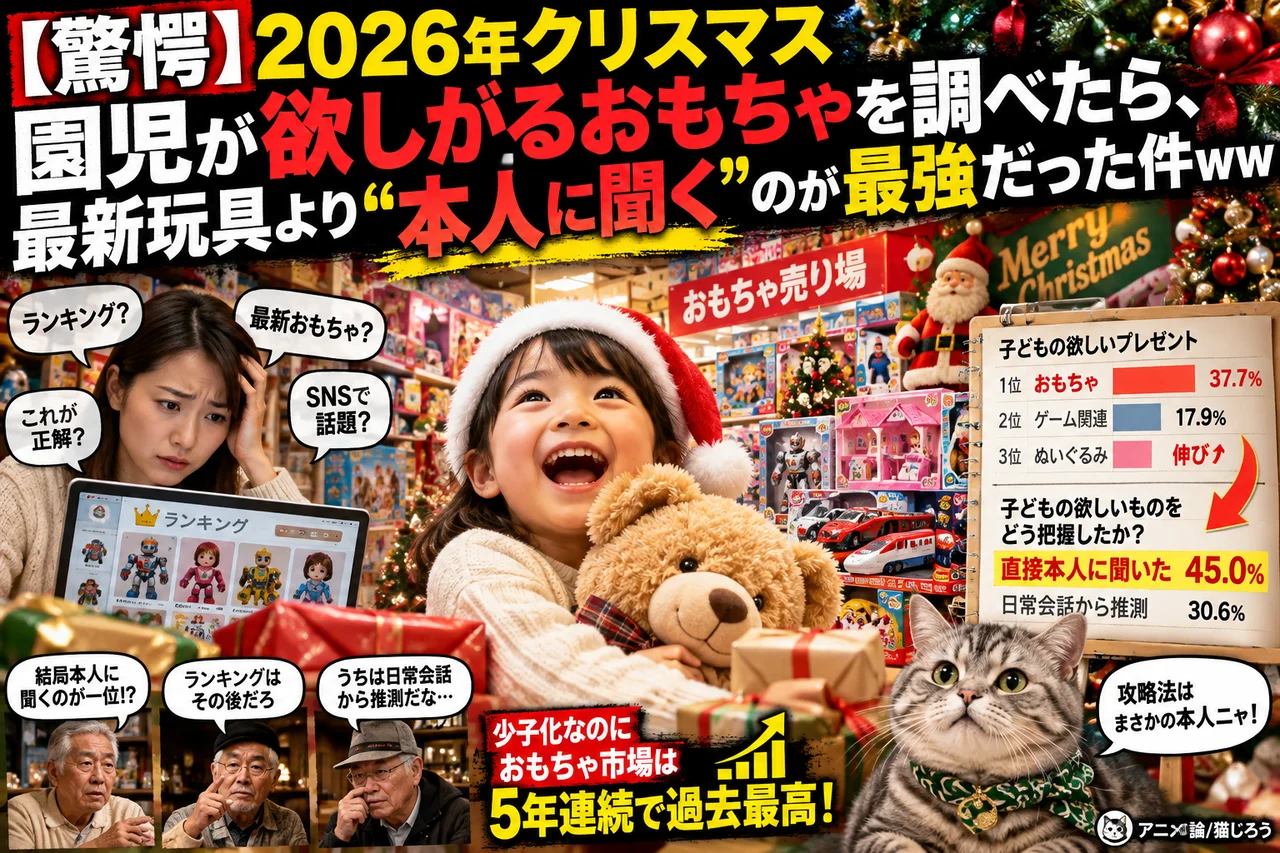 【驚愕】2026年クリスマス
園児が欲しがるおもちゃを調べたら、
最新玩具より“本人に聞く”のが最強だった件ww
ランキング?
最新おもちゃ?
これが
正解?
SNSで
話題?
ランキング
おもちゃ売り場
Merry
Christmas
子どもの欲しいプレゼント
1位 おもちゃ 37.7%
2位 ゲーム関連 17.9%
3位 ぬいぐるみ 伸び↑
子どもの欲しいものを
どう把握したか?
直接本人に聞いた 45.0%
日常会話から推測 30.6%
結局本人に
聞くのが一位!?
ランキングは
その後だろ
うちは日常会話
から推測だな…
少子化なのに
おもちゃ市場は
5年連続で過去最高!
攻略法は
まさかの本人ニャ!
論/猫じろう